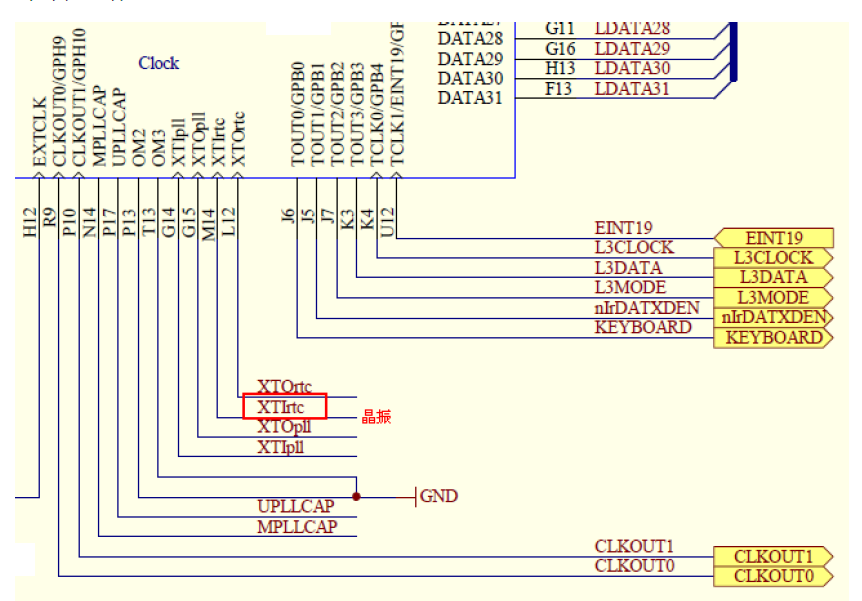 DATA28
DATA29
DATA30
DATA31
G11 LDATA28
G16 LDATA29
H13 LDATA30
F13 LDATA31
Clock
EXTCLK
CLKOUT0/GPH9
CLKOUT1/GPH10
MPLLCAP
UPLLCAP
OM2
OM3
XTIpll
XTOpll
XTIrtc
XTOrtc
TOUT0/GPB0
TOUT1/GPB1
TOUT2/GPB2
TOUT3/GPB3
TCLK0/GPB4
TCLK1/EINT19/
H12
R9
P10
N14
P17
P13
T13
G14
G15
M14
L12
J6
J5
J7
K3
K4
U12
EINT19 EINT19
L3CLOCK L3CLOCK
L3DATA L3DATA
L3MODE L3MODE
nIrDATXDEN nIrDATXDEN
KEYBOARD KEYBOARD
XTOrtc
XTIrtc
晶振
XTOpll
XTIpll
GND
UPLLCAP
MPLLCAP
CLKOUT1 CLKOUT1
CLKOUT0 CLKOUT0